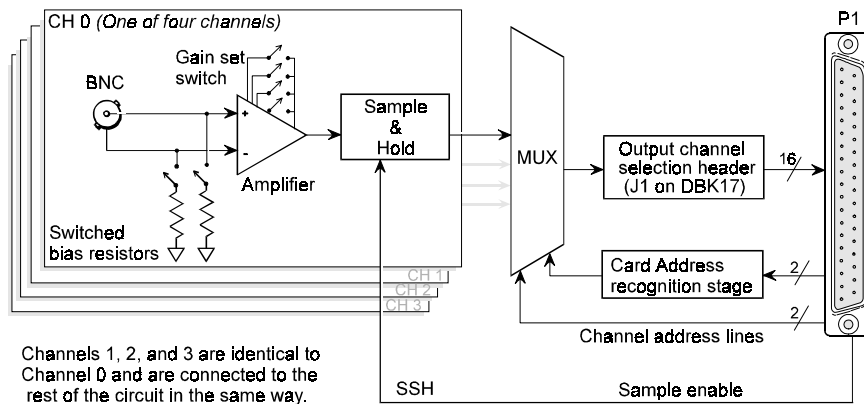 CH 0 (One of four channels)
P1
Gain set
switch
BNC
+
-
Amplifier
Sample
&
Hold
Switched
bias resistors
CH 1
CH 2
CH 3
MUX
Output channel
selection header
(J1 on DBK17)
16
Card Address
recognition stage
2
2
Channel address lines
Channels 1, 2, and 3 are identical to
Channel 0 and are connected to the
rest of the circuit in the same way.
SSH
Sample enable